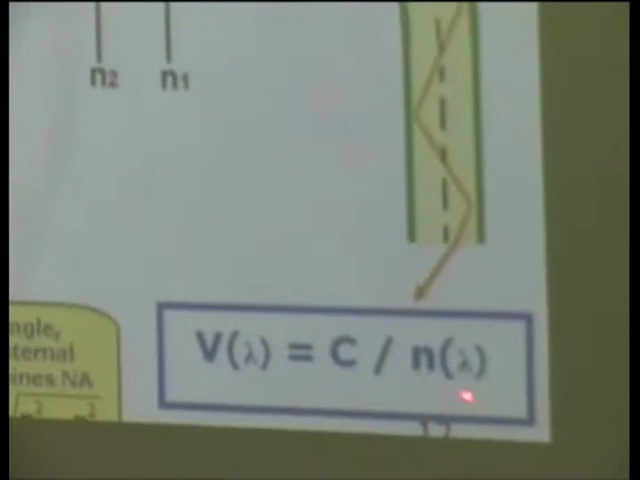 n2 n1
V(λ) = C / n(λ)
ngle,
ternal
ines NA